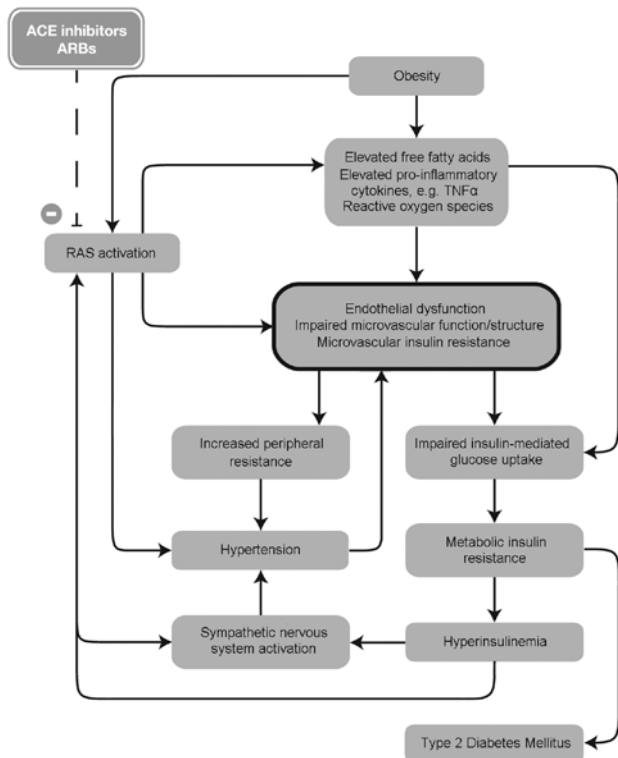 ACE inhibitors
ARBs
Obesity
Elevated free fatty acids
Elevated pro-inflammatory
cytokines, e.g. TNFα
Reactive oxygen species
RAS activation
Endothelial dysfunction
Impaired microvascular function/structure
Microvascular insulin resistance
Increased peripheral
resistance
Impaired insulin-mediated
glucose uptake
Hypertension
Metabolic insulin
resistance
Sympathetic nervous
system activation
Hyperinsulinemia
Type 2 Diabetes Mellitus